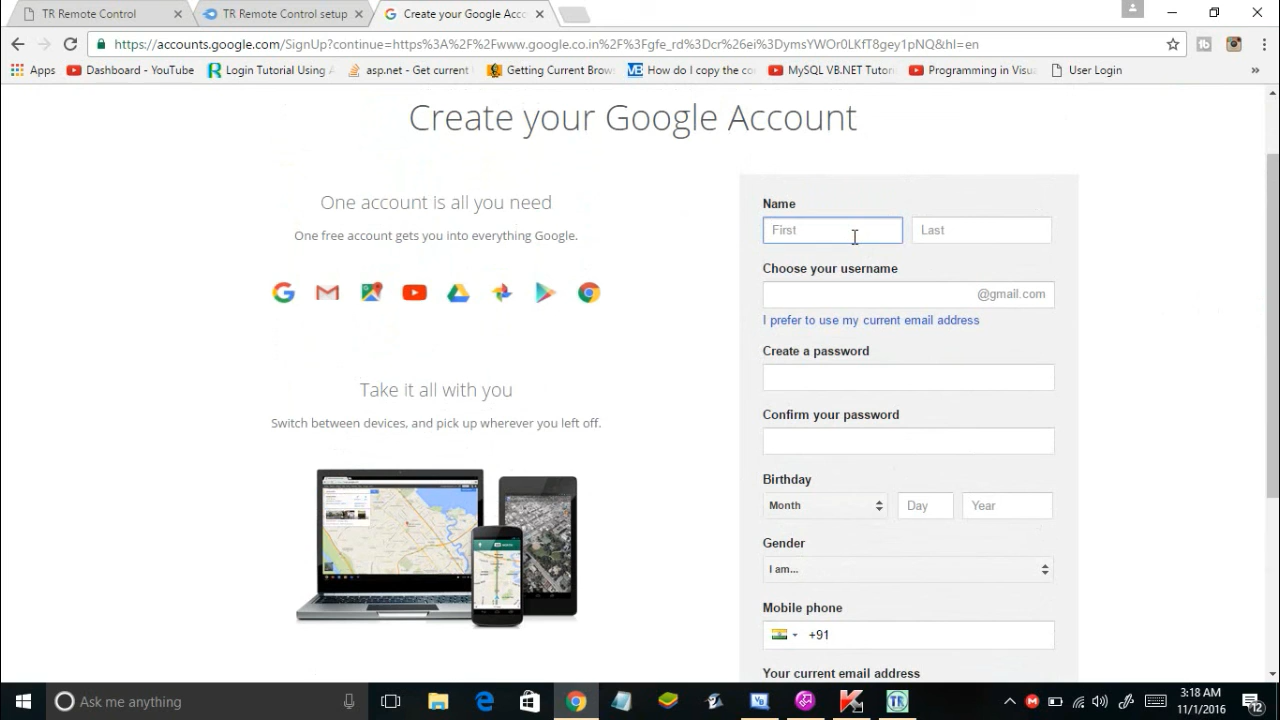 TR Remote Control
TR Remote Control setup
Create your Google Acco
https://accounts.google.com/SignUp?continue=https%3A%2F%2Fwww.google.co.in%2F%3Fgfe_rd%3Dcr%26ei%3DymsYWOr0LKfT8gey1pNQ&hl=en
Apps
Dashboard - YouTube
Login Tutorial Using A
asp.net - Get current
Getting Current Brow
How do I copy the co
MySQL VB.NET Tutori
Programming in Visua
User Login
Create your Google Account
One account is all you need
One free account gets you into everything Google.
Take it all with you
Switch between devices, and pick up wherever you left off.
Name
First
Last
Choose your username
@gmail.com
I prefer to use my current email address
Create a password
Confirm your password
Birthday
Month
Day
Year
Gender
I am...
Mobile phone
+91
Your current email address
Ask me anything
3:18 AM
11/1/2016
12